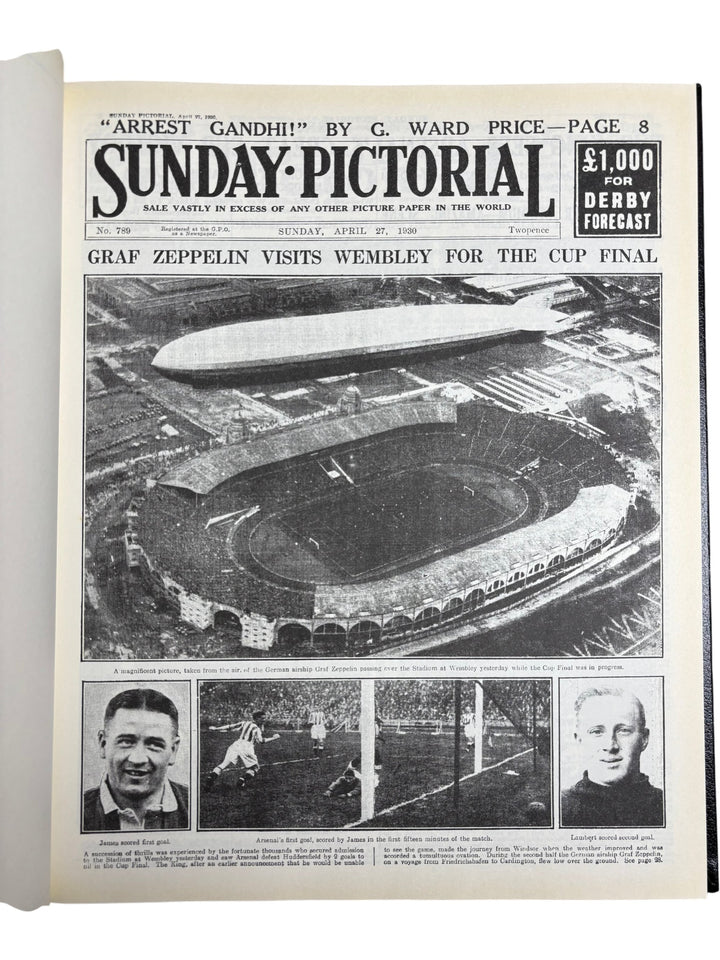 SUNDAY PICTORIAL, April 27, 1930.
"ARREST GANDHI!" BY G. WARD PRICE—PAGE 8
SUNDAY·PICTORIAL
SALE VASTLY IN EXCESS OF ANY OTHER PICTURE PAPER IN THE WORLD
£1,000
FOR
DERBY
FORECAST
No. 789
Registered at the G.P.O.
as a Newspaper.
SUNDAY, APRIL 27, 1930
Twopence
GRAF ZEPPELIN VISITS WEMBLEY FOR THE CUP FINAL
A magnificent picture, taken from the air, of the German airship Graf Zeppelin passing over the Stadium at Wembley yesterday while the Cup Final was in progress.
James scored first goal.
Arsenal's first goal, scored by James in the first fifteen minutes of the match.
Lambert scored second goal.
A succession of thrills was experienced by the fortunate thousands who secured admission
to the Stadium at Wembley yesterday and saw Arsenal defeat Huddersfield by 2 goals to
nil in the Cup Final. The King, after an earlier announcement that he would be unable
to see the game, made the journey from Windsor when the weather improved and was
accorded a tumultuous ovation. During the second half the German airship Graf Zeppelin,
on a voyage from Friedrichshafen to Cardington, flew low over the ground. See page 28.